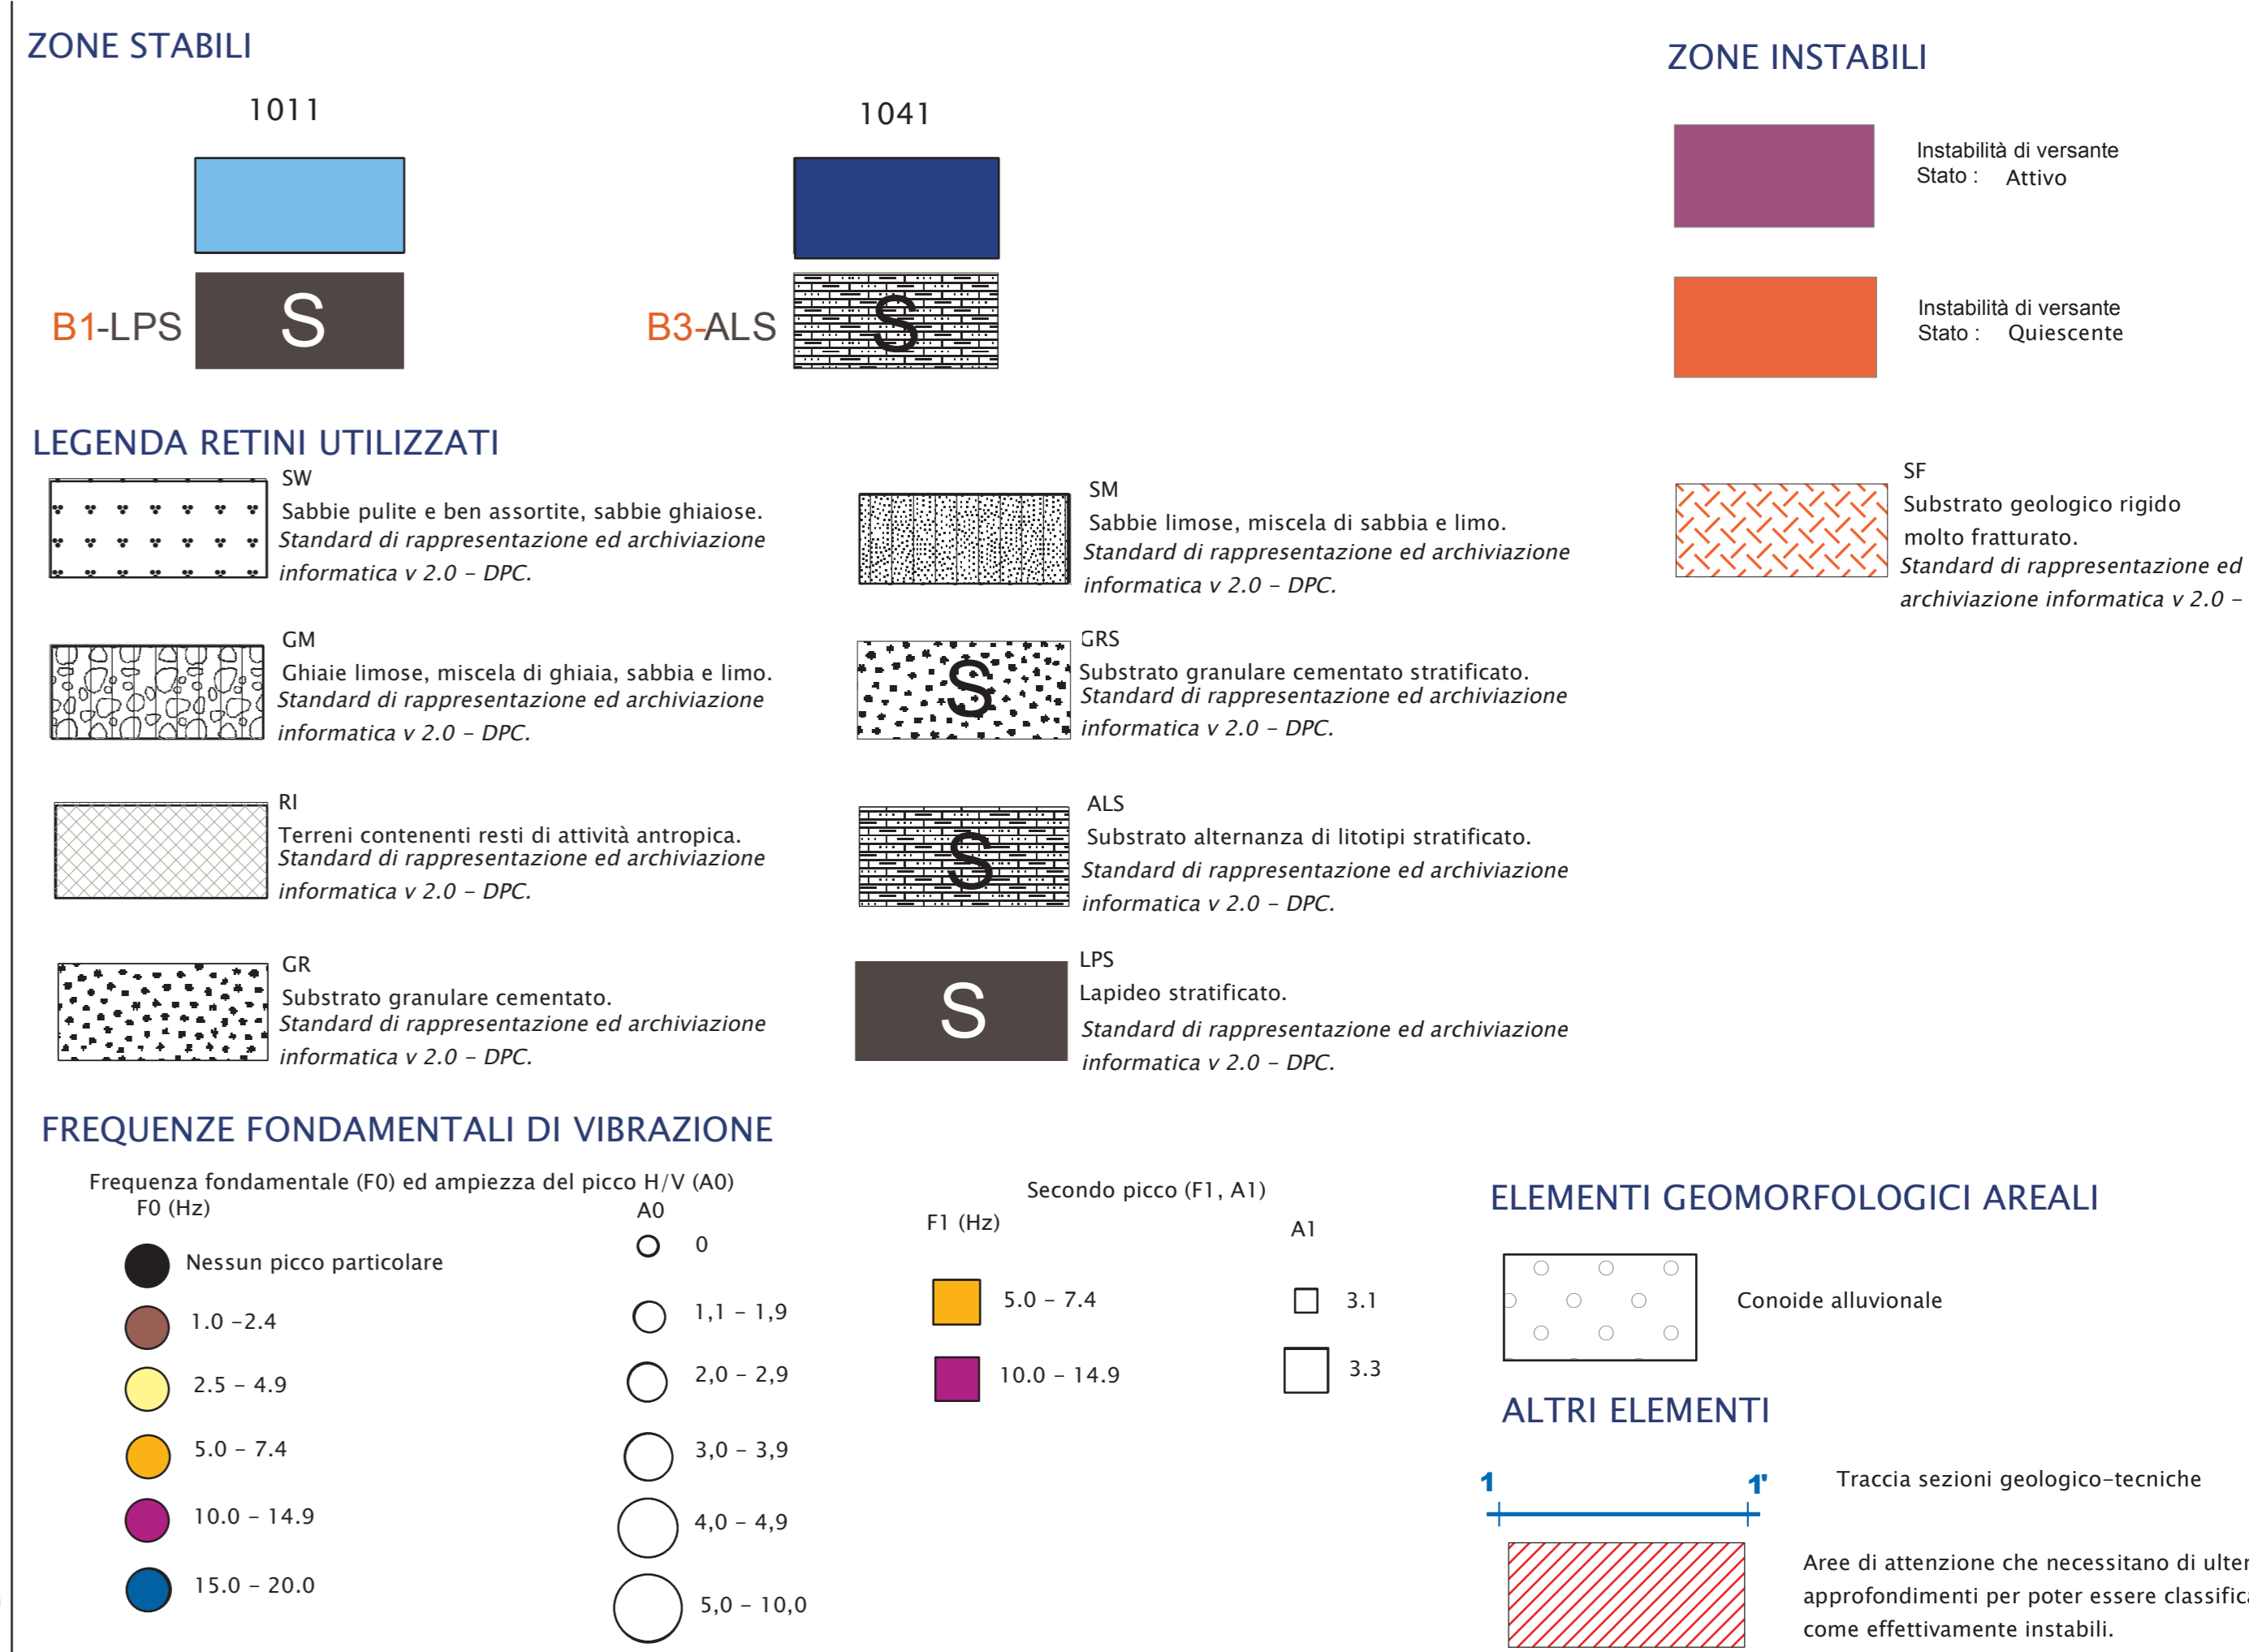 ZONE STABILI
1011
S
B1-LPS
1041
S
B3-ALS
ZONE INSTABILI
Instabilità di versante
Stato : Attivo
Instabilità di versante
Stato : Quiescente
LEGENDA RETINI UTILIZZATI
SW
Sabbie pulite e ben assortite, sabbie ghiaiose.
Standard di rappresentazione ed archiviazione
informatica v 2.0 – DPC.
GM
Ghiaie limose, miscela di ghiaia, sabbia e limo.
Standard di rappresentazione ed archiviazione
informatica v 2.0 – DPC.
RI
Terreni contenenti resti di attività antropica.
Standard di rappresentazione ed archiviazione
informatica v 2.0 – DPC.
GR
Substrato granulare cementato.
Standard di rappresentazione ed archiviazione
informatica v 2.0 – DPC.
SM
Sabbie limose, miscela di sabbia e limo.
Standard di rappresentazione ed archiviazione
informatica v 2.0 – DPC.
S
GRS
Substrato granulare cementato stratificato.
Standard di rappresentazione ed archiviazione
informatica v 2.0 – DPC.
S
ALS
Substrato alternanza di litotipi stratificato.
Standard di rappresentazione ed archiviazione
informatica v 2.0 – DPC.
S
LPS
Lapideo stratificato.
Standard di rappresentazione ed archiviazione
informatica v 2.0 – DPC.
SF
Substrato geologico rigido
molto fratturato.
Standard di rappresentazione ed
archiviazione informatica v 2.0 –
FREQUENZE FONDAMENTALI DI VIBRAZIONE
Frequenza fondamentale (F0) ed ampiezza del picco H/V (A0)
F0 (Hz)
Nessun picco particolare
1.0 –2.4
2.5 – 4.9
5.0 – 7.4
10.0 – 14.9
15.0 – 20.0
A0
0
1,1 – 1,9
2,0 – 2,9
3,0 – 3,9
4,0 – 4,9
5,0 – 10,0
Secondo picco (F1, A1)
F1 (Hz)
5.0 – 7.4
10.0 – 14.9
A1
3.1
3.3
ELEMENTI GEOMORFOLOGICI AREALI
Conoide alluvionale
ALTRI ELEMENTI
1 1'
Traccia sezioni geologico–tecniche
Aree di attenzione che necessitano di
approfondimenti per poter essere
come effettivamente instabili.